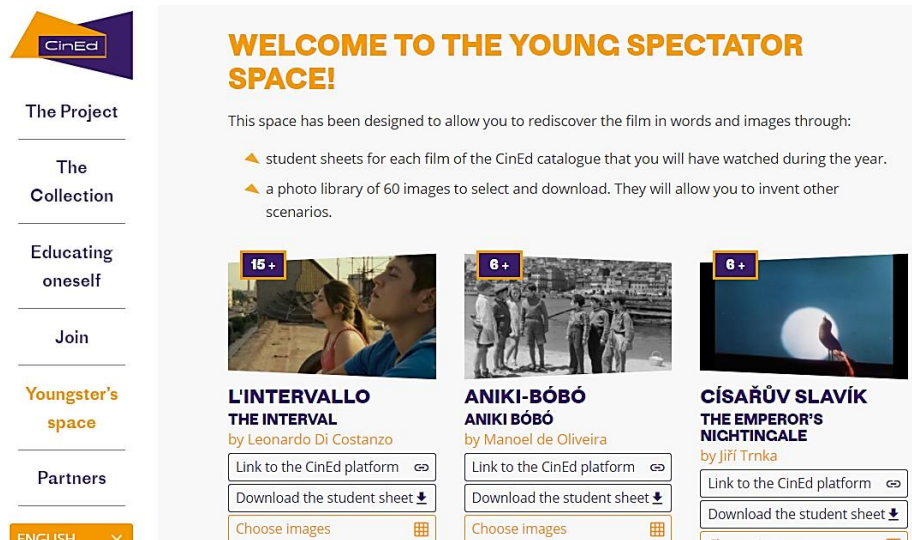 CinEd
The Project
The
Collection
Educating
oneself
Join
Youngster's
space
Partners
ENGLISH
WELCOME TO THE YOUNG SPECTATOR
SPACE!
This space has been designed to allow you to rediscover the film in words and images through:
student sheets for each film of the CinEd catalogue that you will have watched during the year.
a photo library of 60 images to select and download. They will allow you to invent other
scenarios.
15 +
L'INTERVALLO
THE INTERVAL
by Leonardo Di Costanzo
Link to the CinEd platform
Download the student sheet
Choose images
6 +
ANIKI-BÓBÓ
ANIKI BÓBÓ
by Manoel de Oliveira
Link to the CinEd platform
Download the student sheet
Choose images
6 +
CÍSAŘŮV SLAVÍK
THE EMPEROR'S
NIGHTINGALE
by Jiří Trnka
Link to the CinEd platform
Download the student sheet